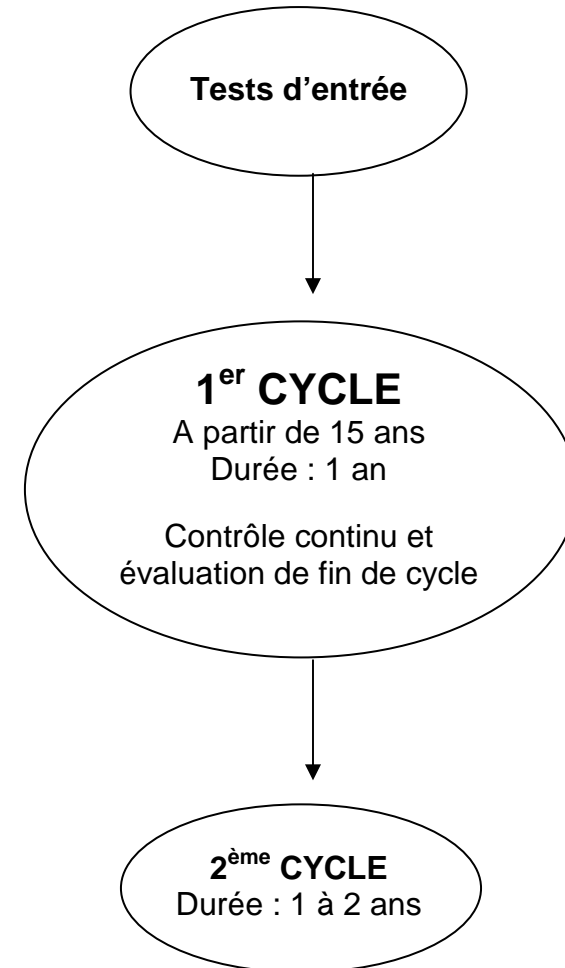 Tests d'entrée
1er CYCLE
A partir de 15 ans
Durée : 1 an
Contrôle continu et
évaluation de fin de cycle
2ème CYCLE
Durée : 1 à 2 ans